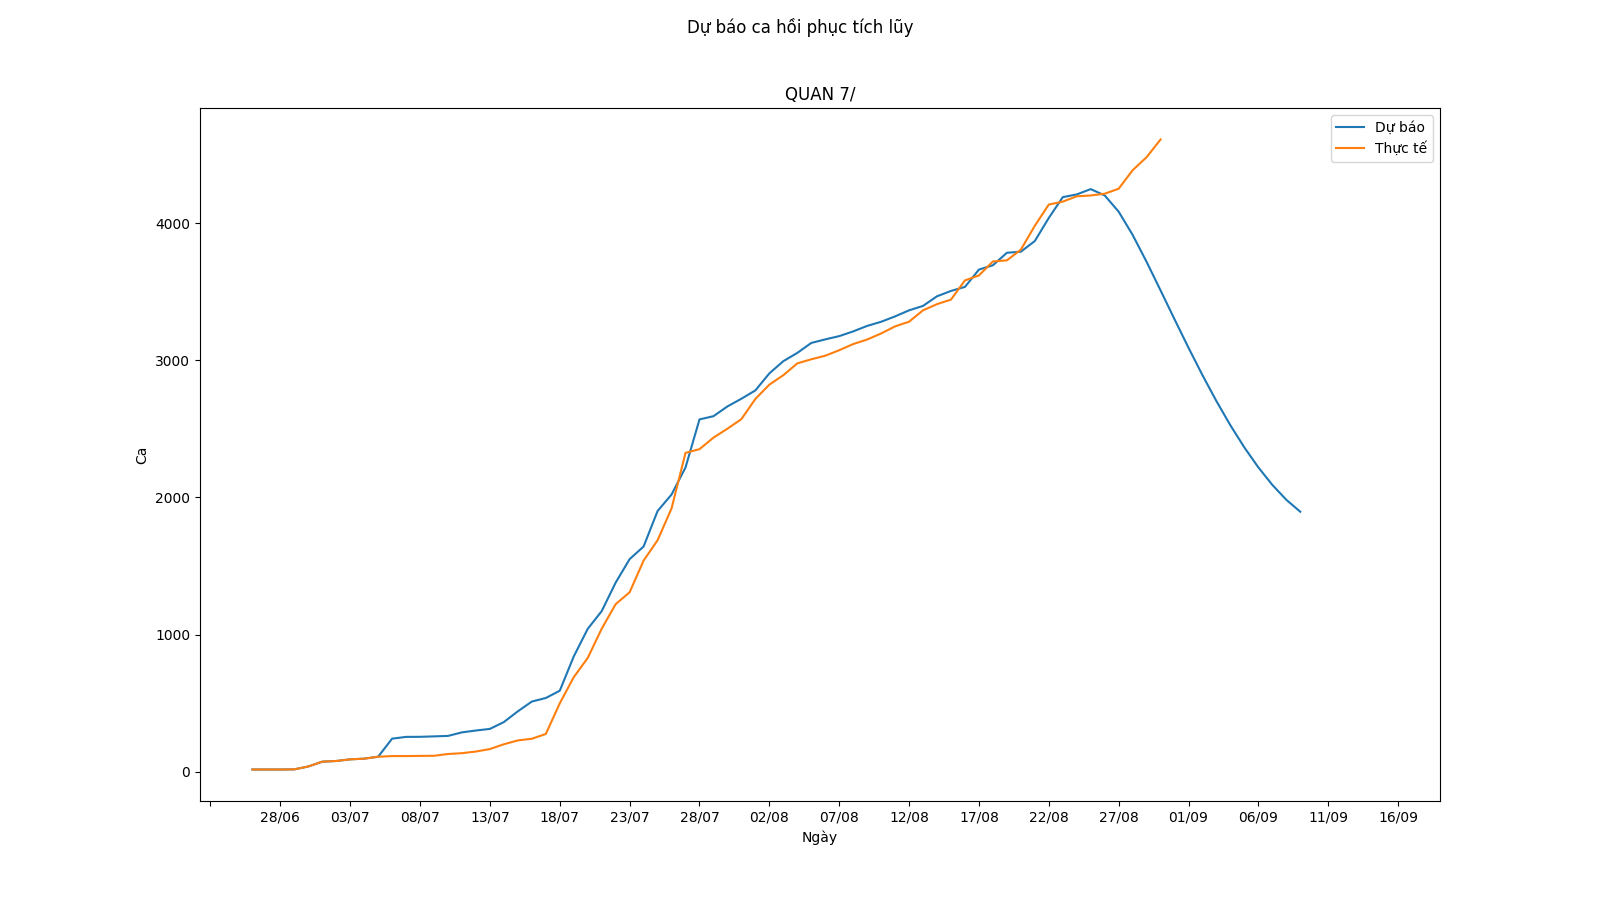 Dự báo ca hồi phục tích lũy
QUAN 7/
Dự báo
Thực tế
4000
3000
2000
1000
0
Ca
28/06 03/07 08/07 13/07 18/07 23/07 28/07 02/08 07/08 12/08 17/08 22/08 27/08 01/09 06/09 11/09 16/09
Ngày